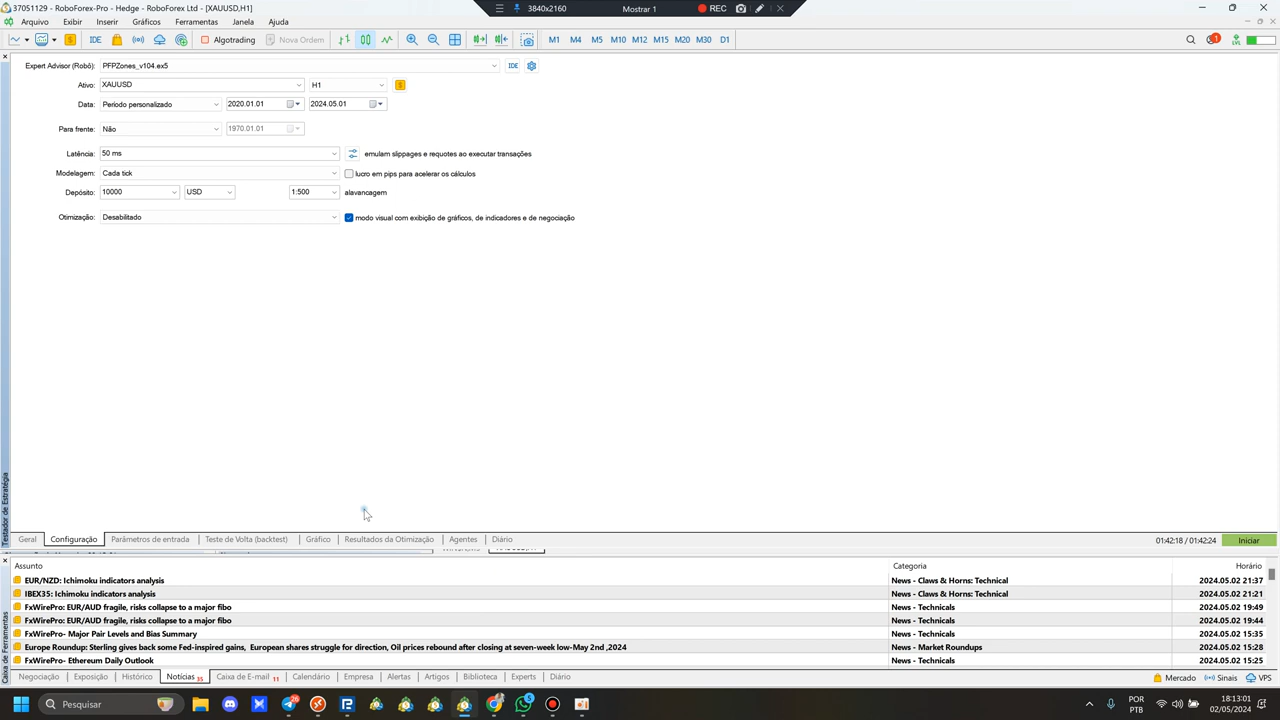 37051129 - RoboForex-Pro - Hedge - RoboForex Ltd - [XAUUSD,H1]
3840x2160 Mostrar 1 REC
Arquivo Exibir Inserir Gráficos Ferramentas Janela Ajuda
IDE Algotrading Nova Ordem M1 M4 M5 M10 M12 M15 M20 M30 D1 1
Expert Advisor (Robô): PFPZones_v104.ex5 IDE
Ativo: XAUUSD H1
Data: Período personalizado 2020.01.01 2024.05.01
Para frente: Não 1970.01.01
Latência: 50 ms emulam slippages e requotes ao executar transações
Modelagem: Cada tick lucro em pips para acelerar os cálculos
Depósito: 10000 USD 1:500 alavancagem
Otimização: Desabilitado modo visual com exibição de gráficos, de indicadores e de negociação
Testador de Estratégia
Geral Configuração Parâmetros de entrada Teste de Volta (backtest) Gráfico Resultados da Otimização Agentes Diário 01:42:18 / 01:42:24 Iniciar
Assunto Categoria Horário
EUR/NZD: Ichimoku indicators analysis News - Claws & Horns: Technical 2024.05.02 21:37
IBEX35: Ichimoku indicators analysis News - Claws & Horns: Technical 2024.05.02 21:21
FxWirePro: EUR/AUD fragile, risks collapse to a major fibo News - Technicals 2024.05.02 19:49
FxWirePro: EUR/AUD fragile, risks collapse to a major fibo News - Technicals 2024.05.02 19:44
FxWirePro- Major Pair Levels and Bias Summary News - Technicals 2024.05.02 15:35
Europe Roundup: Sterling gives back some Fed-inspired gains, European shares struggle for direction, Oil prices rebound after closing at seven-week low-May 2nd ,2024 News - Market Roundups 2024.05.02 15:28
FxWirePro- Ethereum Daily Outlook News - Technicals 2024.05.02 15:25
Caixa de Ferramentas
Negociação Exposição Histórico Notícias 35 Caixa de E-mail 11 Calendário Empresa Alertas Artigos Biblioteca Experts Diário Mercado Sinais VPS
Pesquisar POR 18:13:01
PTB 02/05/2024